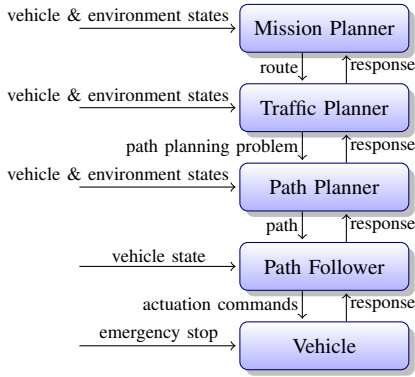 vehicle & environment states
Mission Planner
route
response
vehicle & environment states
Traffic Planner
path planning problem
response
vehicle & environment states
Path Planner
path
response
vehicle state
Path Follower
actuation commands
response
emergency stop
Vehicle